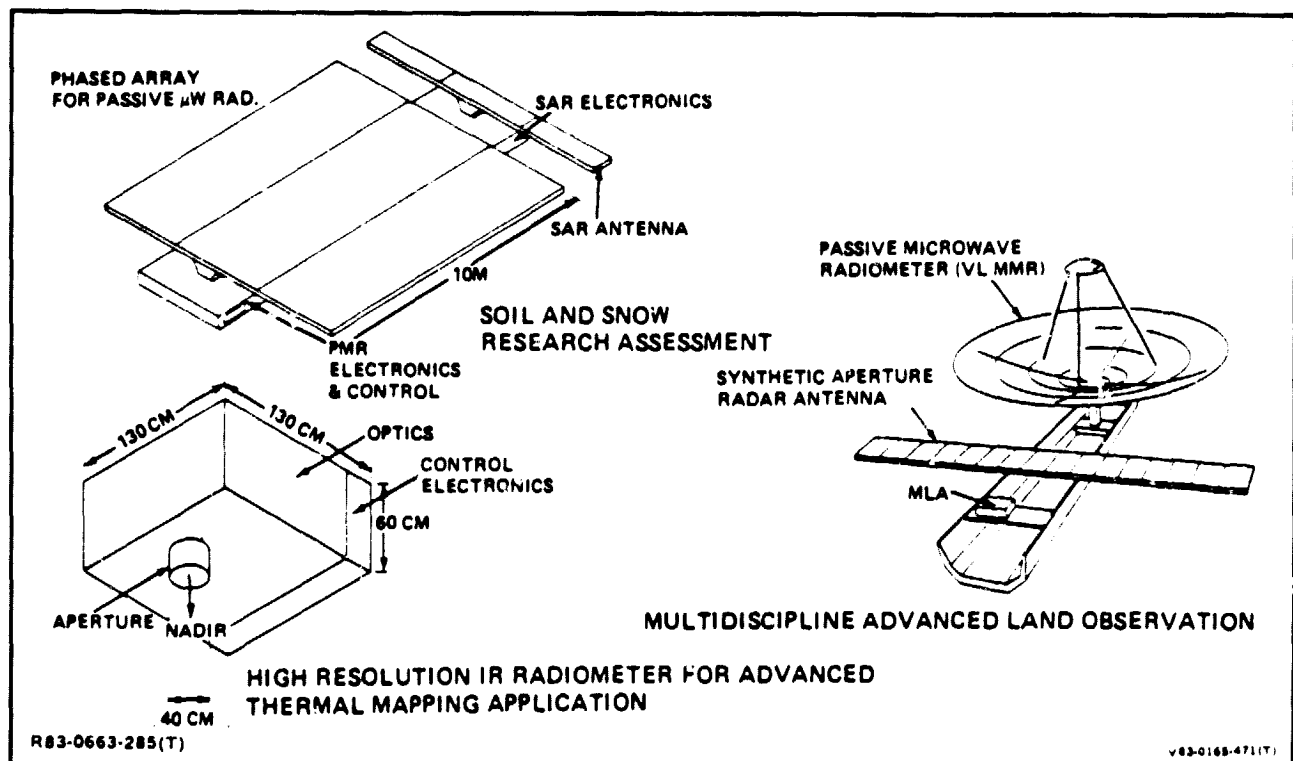 PHASED ARRAY
FOR PASSIVE μW RAD.
SAR ELECTRONICS
SAR ANTENNA
10M
SOIL AND SNOW
RESEARCH ASSESSMENT
PMR
ELECTRONICS
& CONTROL
130 CM
130 CM
OPTICS
CONTROL
ELECTRONICS
60 CM
APERTURE
NADIR
HIGH RESOLUTION IR RADIOMETER FOR ADVANCED
THERMAL MAPPING APPLICATION
40 CM
PASSIVE MICROWAVE
RADIOMETER (VL MMR)
SYNTHETIC APERTURE
RADAR ANTENNA
MLA
MULTIDISCIPLINE ADVANCED LAND OBSERVATION
R83-0663-285(T)
V83-0168-471(T)